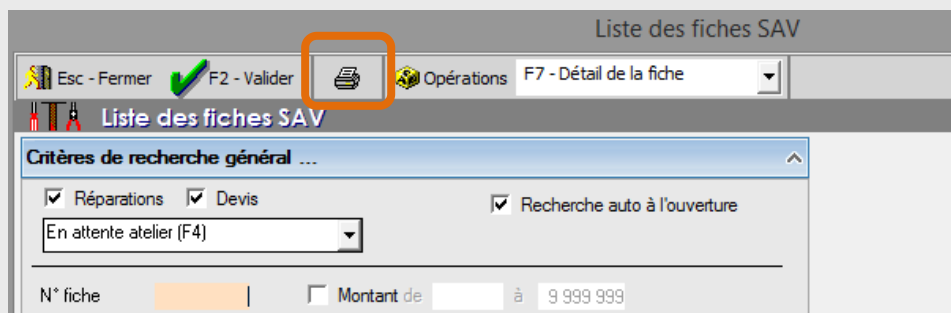 Liste des fiches SAV
Esc - Fermer F2 - Valider Opérations F7 - Détail de la fiche
Liste des fiches SAV
Critères de recherche général ...
Réparations Devis Recherche auto à l'ouverture
En attente atelier (F4)
N° fiche Montant de à 9 999 999